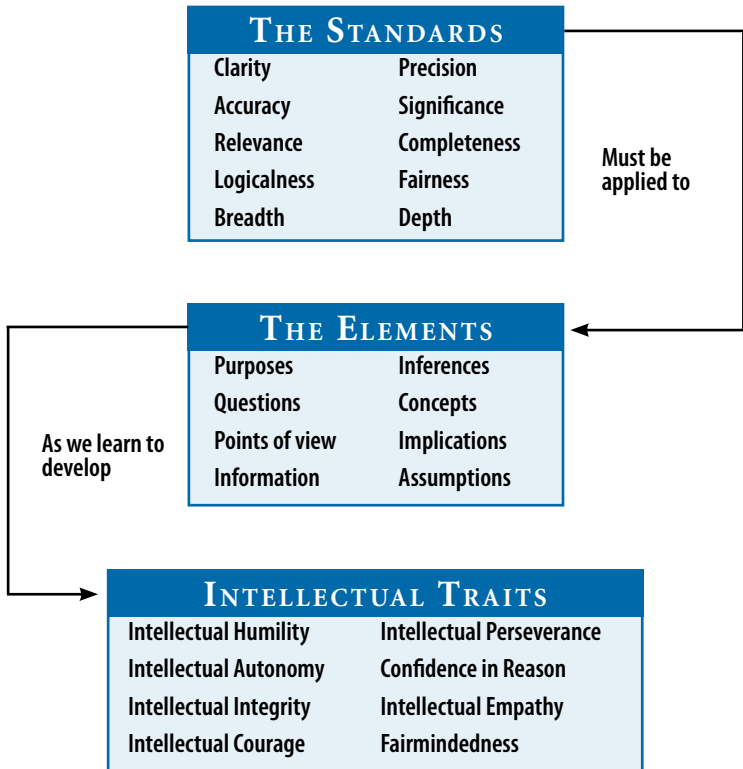 THE STANDARDS
Clarity Precision
Accuracy Significance
Relevance Completeness
Logicalness Fairness
Breadth Depth
Must be
applied to
THE ELEMENTS
Purposes Inferences
Questions Concepts
Points of view Implications
Information Assumptions
As we learn to
develop
INTELLECTUAL TRAITS
Intellectual Humility Intellectual Perseverance
Intellectual Autonomy Confidence in Reason
Intellectual Integrity Intellectual Empathy
Intellectual Courage Fairmindedness